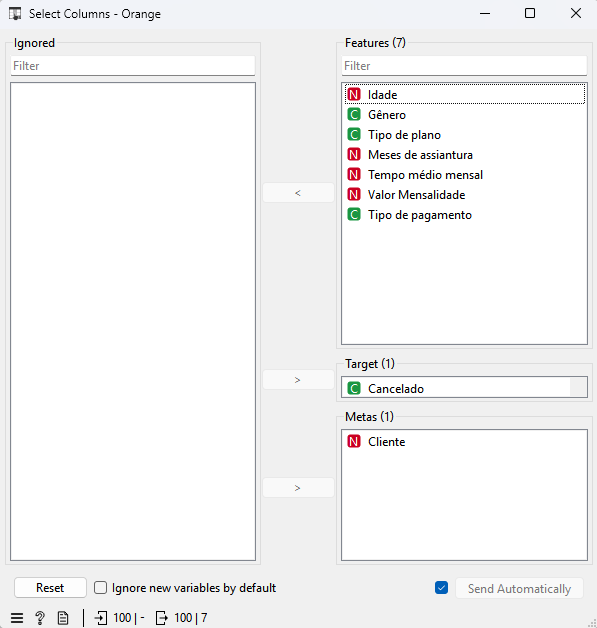 Select Columns - Orange
Ignored
Filter
<
>
>
Features (7)
Filter
N Idade
C Gênero
C Tipo de plano
N Meses de assiantura
N Tempo médio mensal
N Valor Mensalidade
C Tipo de pagamento
Target (1)
C Cancelado
Metas (1)
N Cliente
Reset
Ignore new variables by default
Send Automatically
? 100 | - 100 | 7